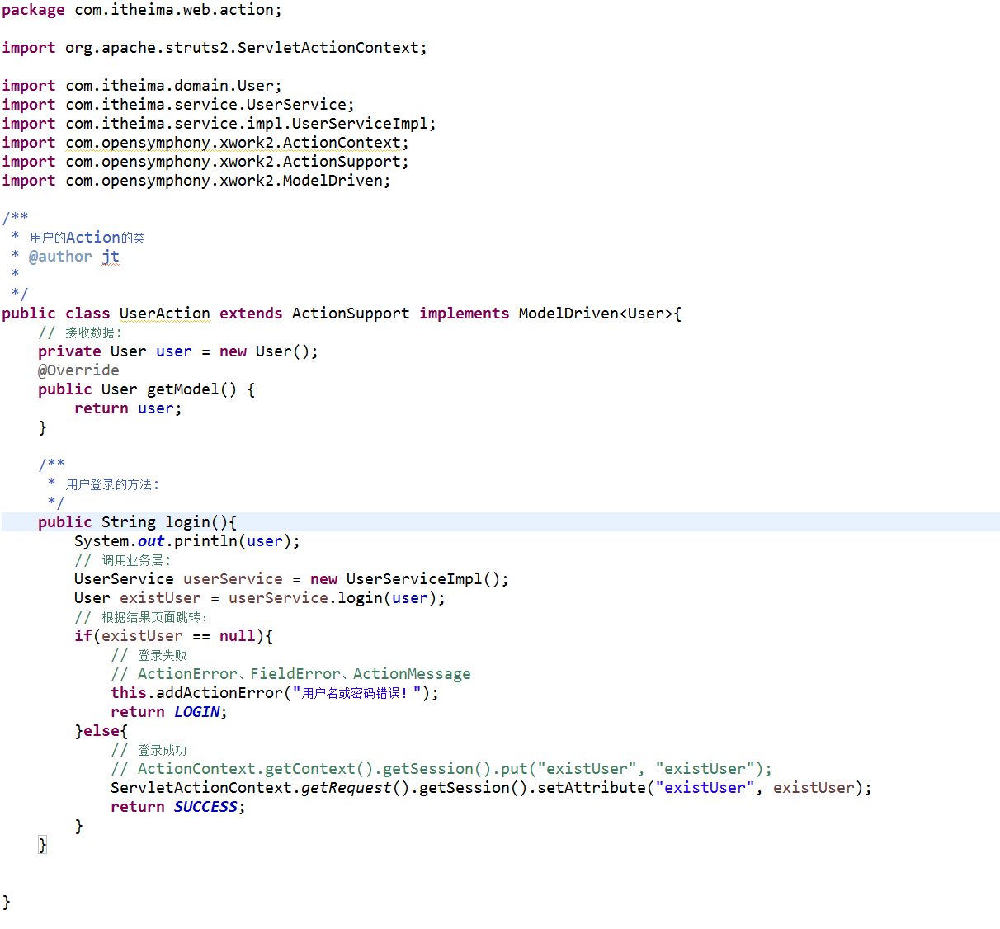 package com.itheima.web.action;
import org.apache.struts2.ServletActionContext;
import com.itheima.domain.User;
import com.itheima.service.UserService;
import com.itheima.service.impl.UserServiceImpl;
import com.opensymphony.xwork2.ActionContext;
import com.opensymphony.xwork2.ActionSupport;
import com.opensymphony.xwork2.ModelDriven;
/**
 * 用户的Action的类
 * @author jt
 *
 */
public class UserAction extends ActionSupport implements ModelDriven<User>{
    // 接收数据:
    private User user = new User();
    @Override
    public User getModel() {
        return user;
    }
    /**
     * 用户登录的方法:
     */
    public String login(){
        System.out.println(user);
        // 调用业务层:
        UserService userService = new UserServiceImpl();
        User existUser = userService.login(user);
        // 根据结果页面跳转:
        if(existUser == null){
            // 登录失败
            // ActionError、FieldError、ActionMessage
            this.addActionError("用户名或密码错误!");
            return LOGIN;
        }else{
            // 登录成功
            // ActionContext.getContext().getSession().put("existUser", "existUser");
            ServletActionContext.getRequest().getSession().setAttribute("existUser", existUser);
            return SUCCESS;
        }
    }
}